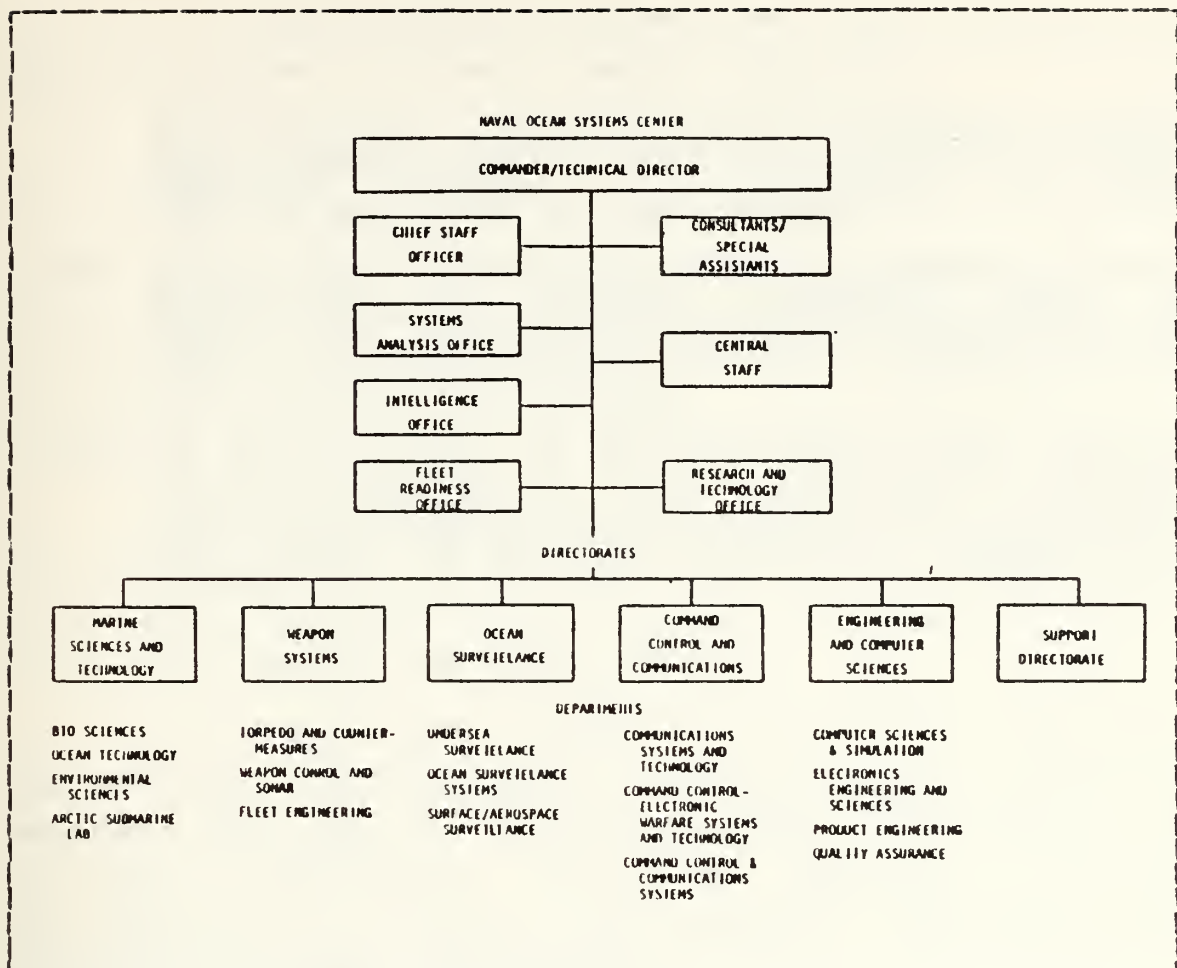 NAVAL OCEAN SYSTEMS CENTER
COMMANDER/TECHNICAL DIRECTOR
CHIEF STAFF
OFFICER
CONSULTANTS/
SPECIAL
ASSISTANTS
SYSTEMS
ANALYSIS OFFICE
CENTRAL
STAFF
INTELLIGENCE
OFFICE
FLEET
READINESS
OFFICE
RESEARCH AND
TECHNOLOGY
OFFICE
DIRECTORATES
MARINE
SCIENCES AND
TECHNOLOGY
WEAPON
SYSTEMS
OCEAN
SURVEIELANCE
COMMAND
CONTROL AND
COMMUNICATIONS
ENGINEERING
AND COMPUTER
SCIENCES
SUPPORT
DIRECTORATE
DEPARTMENTS
BIO SCIENCES
OCEAN TECHNOLOGY
ENVIRONMENTAL
SCIENCES
ARCTIC SUBMARINE
LAB
TORPEDO AND COUNTER-
MEASURES
WEAPON CONROL AND
SONAR
FLEET ENGINEERING
UNDERSEA
SURVEIELANCE
OCEAN SURVEIELANCE
SYSTEMS
SURFACE/AEROSPACE
SURVEILLANCE
COMMUNICATIONS
SYSTEMS AND
TECHNOLOGY
COMMAND CONTROL-
ELECTRONIC
WARFARE SYSTEMS
AND TECHNOLOGY
COMMAND CONTROL &
COMMUNICATIONS
SYSTEMS
COMPUTER SCIENCES
& SIMULATION
ELECTRONICS
ENGINEERING AND
SCIENCES
PRODUCT ENGINEERING
QUALITY ASSURANCE